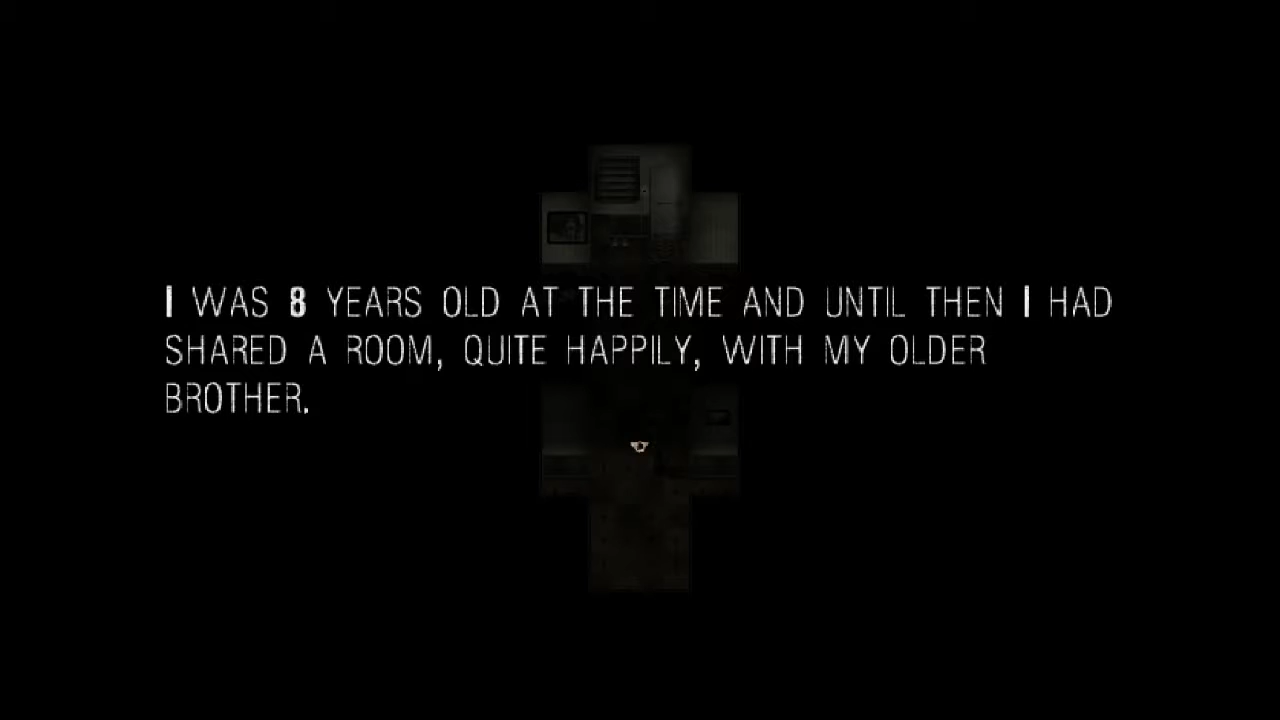 I WAS 8 YEARS OLD AT THE TIME AND UNTIL THEN I HAD
SHARED A ROOM, QUITE HAPPILY, WITH MY OLDER
BROTHER.